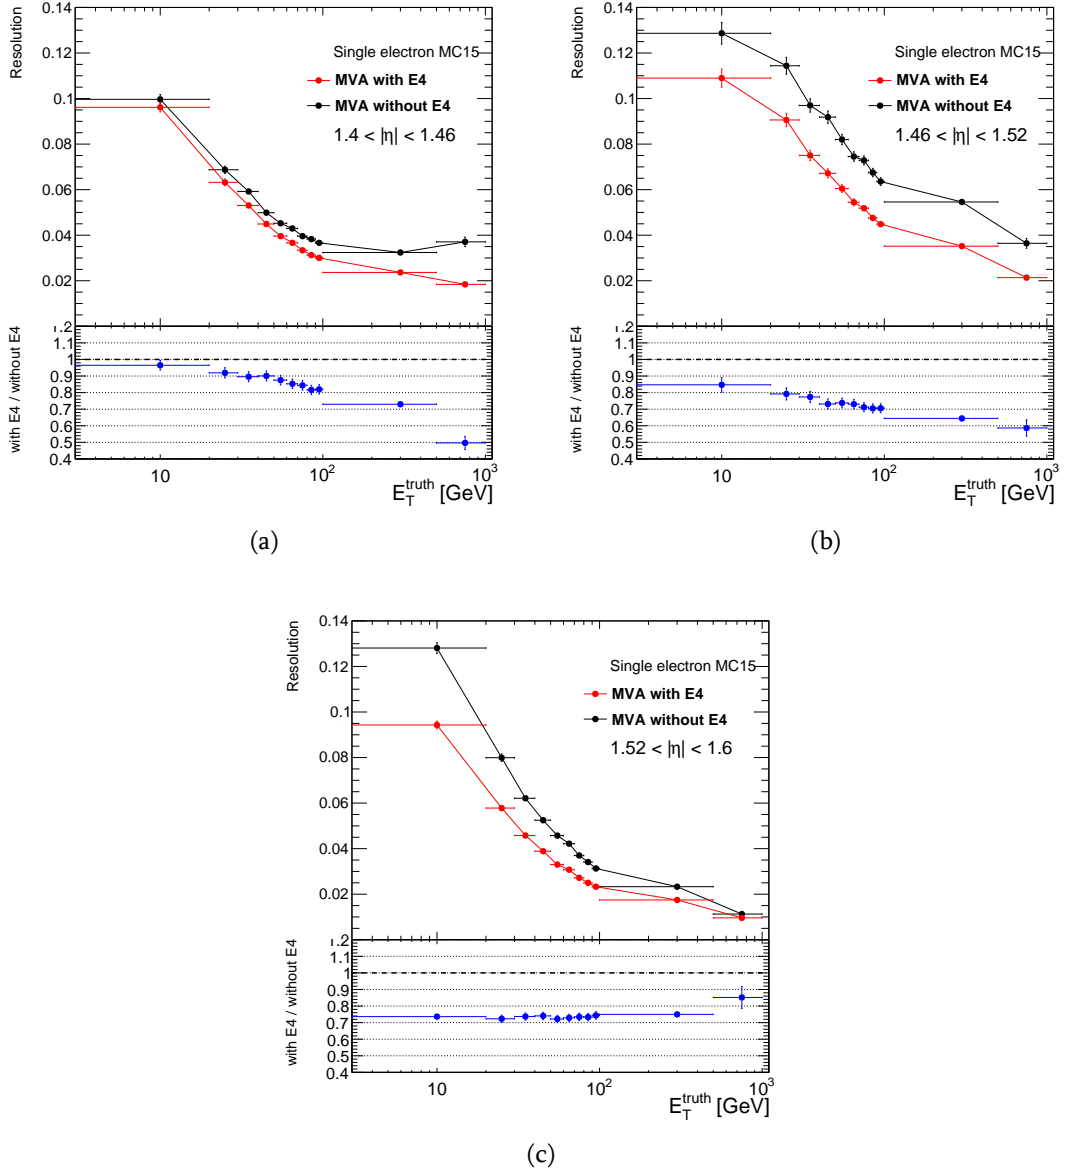 Resolution
0.14
0.12
0.1
0.08
0.06
0.04
0.02
Single electron MC15
MVA with E4
MVA without E4
1.4 < |η| < 1.46
with E4 / without E4
1.2
1.1
1
0.9
0.8
0.7
0.6
0.5
0.4
10 10² 10³
E_T^truth [GeV]
(a)
Resolution
0.14
0.12
0.1
0.08
0.06
0.04
0.02
Single electron MC15
MVA with E4
MVA without E4
1.46 < |η| < 1.52
with E4 / without E4
1.2
1.1
1
0.9
0.8
0.7
0.6
0.5
0.4
10 10² 10³
E_T^truth [GeV]
(b)
Resolution
0.14
0.12
0.1
0.08
0.06
0.04
0.02
Single electron MC15
MVA with E4
MVA without E4
1.52 < |η| < 1.6
with E4 / without E4
1.2
1.1
1
0.9
0.8
0.7
0.6
0.5
0.4
10 10² 10³
E_T^truth [GeV]
(c)